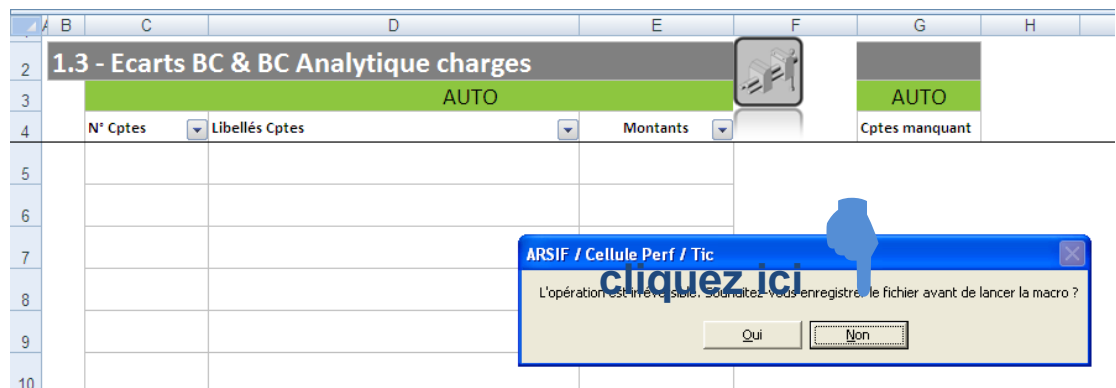 A B C D E F G H
2 1.3 - Ecarts BC & BC Analytique charges
3 AUTO AUTO
4 N° Cptes Libellés Cptes Montants Cptes manquant
5
6
7
8
9
10
ARSIF / Cellule Perf / Tic
cliquez ici
L'opération est irréversible. Souhaitez-vous enregistrer le fichier avant de lancer la macro ?
Qui Non